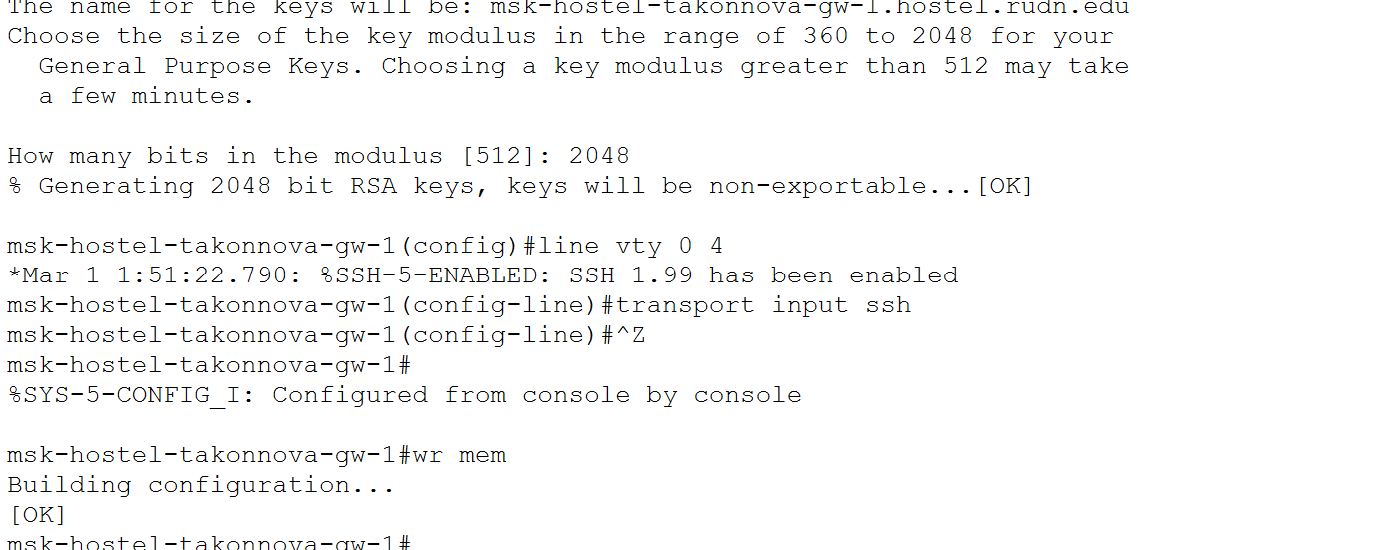 The name for the keys will be: msk-hostel-takonnova-gw-1.hostel.rudn.edu
Choose the size of the key modulus in the range of 360 to 2048 for your
  General Purpose Keys. Choosing a key modulus greater than 512 may take
  a few minutes.

How many bits in the modulus [512]: 2048
% Generating 2048 bit RSA keys, keys will be non-exportable...[OK]

msk-hostel-takonnova-gw-1(config)#line vty 0 4
*Mar 1 1:51:22.790: %SSH-5-ENABLED: SSH 1.99 has been enabled
msk-hostel-takonnova-gw-1(config-line)#transport input ssh
msk-hostel-takonnova-gw-1(config-line)#^Z
msk-hostel-takonnova-gw-1#
%SYS-5-CONFIG_I: Configured from console by console

msk-hostel-takonnova-gw-1#wr mem
Building configuration...
[OK]
msk-hostel-takonnova-gw-1#